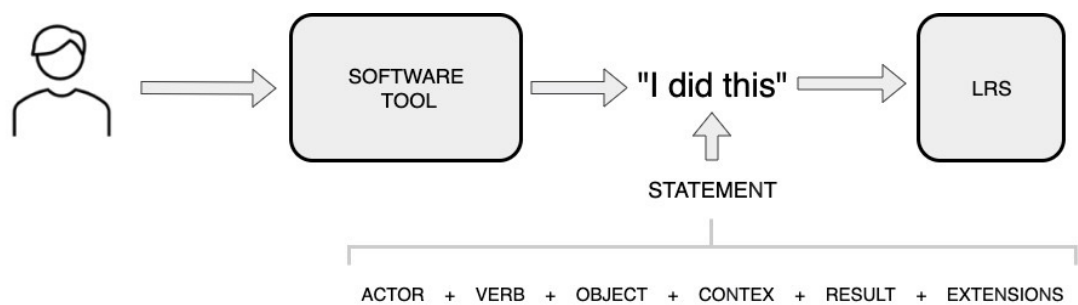 SOFTWARE
TOOL
"I did this"
LRS
STATEMENT
ACTOR + VERB + OBJECT + CONTEX + RESULT + EXTENSIONS